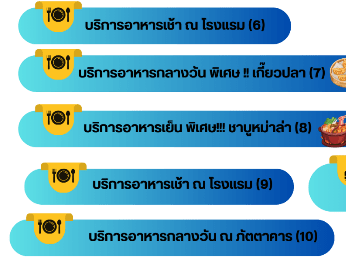 บริการอาหารเช้า ณ โรงแรม (6)
บริการอาหารกลางวัน พิเศษ !! เกี๊ยวปลา (7)
บริการอาหารเย็น พิเศษ!!! ชาบูหม่าล่า (8)
บริการอาหารเช้า ณ โรงแรม (9)
บริการอาหารกลางวัน ณ ภัตตาคาร (10)